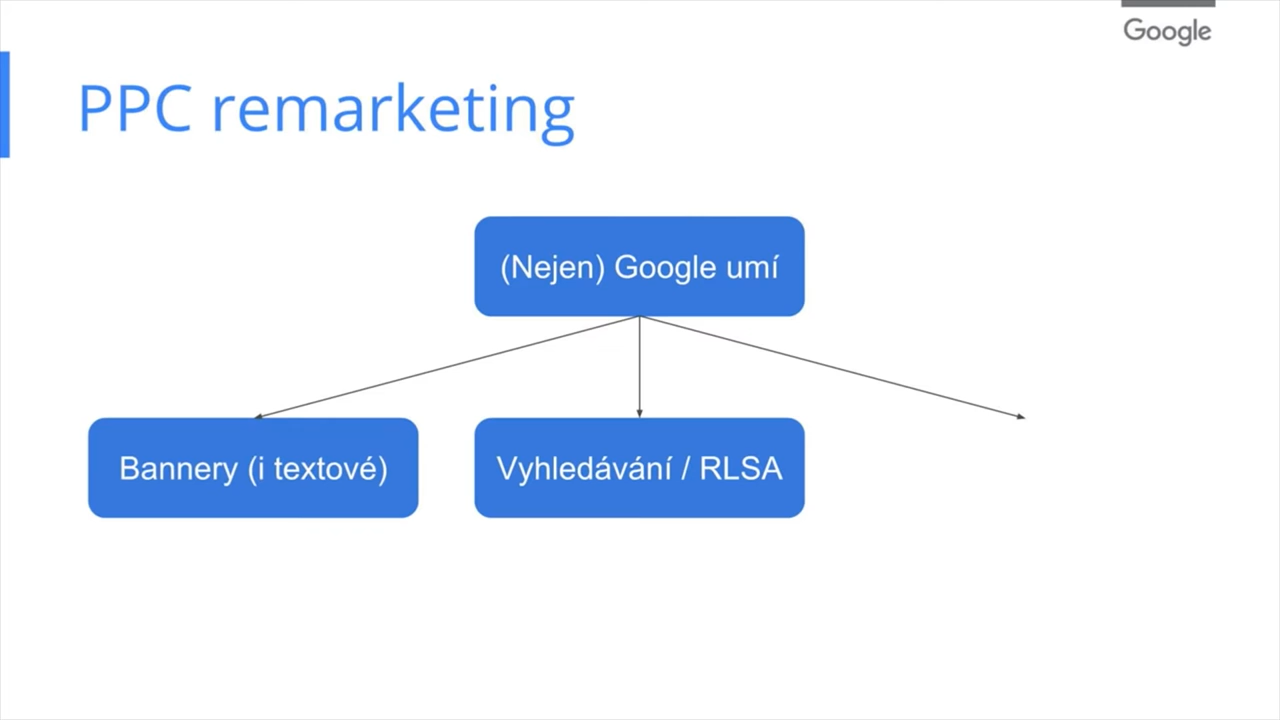 Google
PPC remarketing
(Nejen) Google umí
Bannery (i textové)
Vyhledávání / RLSA